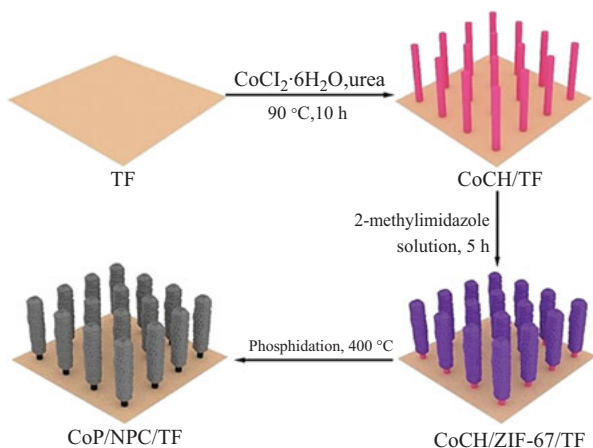 CoCl₂·6H₂O,urea
90 °C,10 h
TF
CoCH/TF
2-methylimidazole
solution, 5 h
Phosphidation, 400 °C
CoP/NPC/TF
CoCH/ZIF-67/TF